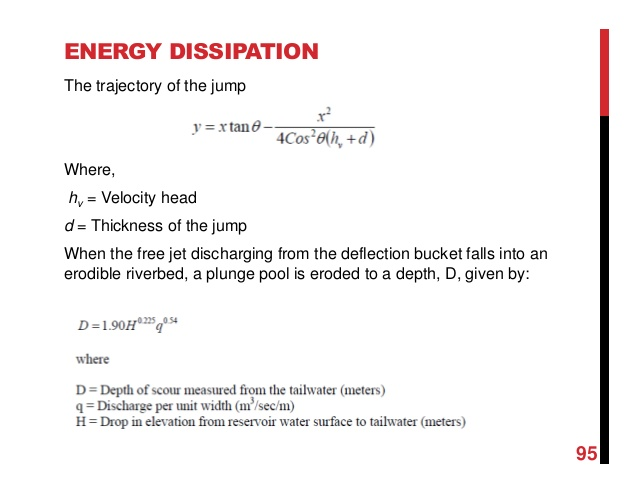 ENERGY DISSIPATION
The trajectory of the jump
y = x tan θ − x² / 4Cos²θ(hᵥ + d)
Where,
hᵥ = Velocity head
d = Thickness of the jump
When the free jet discharging from the deflection bucket falls into an
erodible riverbed, a plunge pool is eroded to a depth, D, given by:
D = 1.90H^0.225 q^0.54
where
D = Depth of scour measured from the tailwater (meters)
q = Discharge per unit width (m³/sec/m)
H = Drop in elevation from reservoir water surface to tailwater (meters)
95